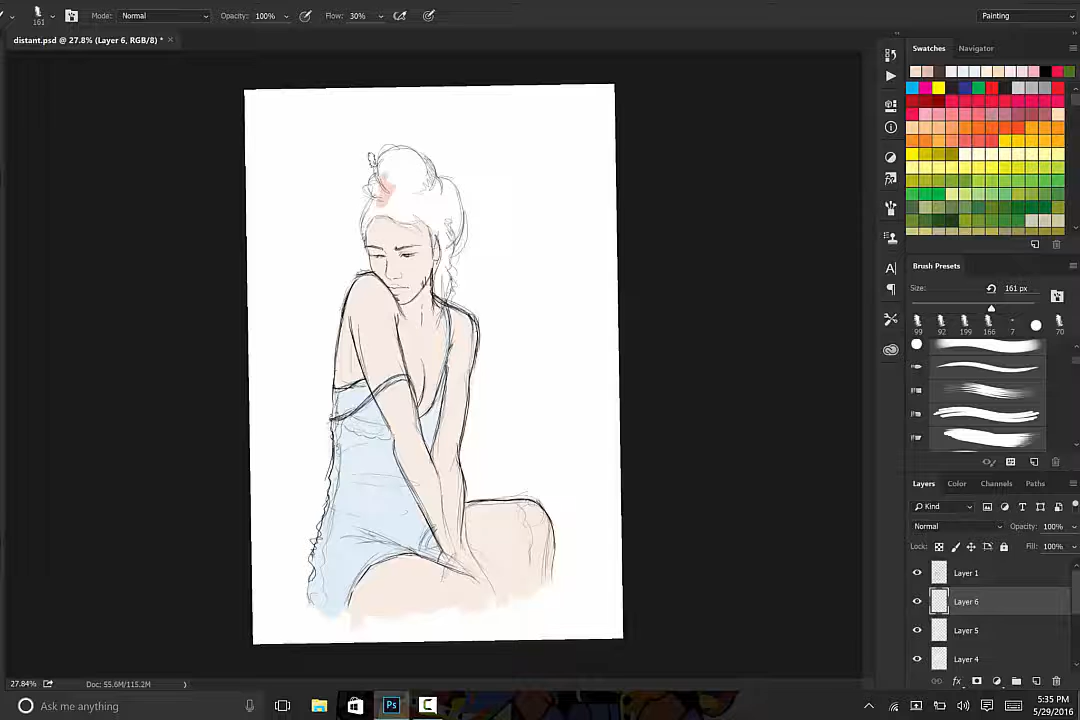 161 Mode: Normal Opacity: 100% Flow: 30% Painting
distant.psd @ 27.8% (Layer 6, RGB/8) * ×
Swatches Navigator
Brush Presets
Size: 161 px
99 92 199 166 7 70
Layers Color Channels Paths
Kind
Normal Opacity: 100%
Lock: Fill: 100%
Layer 1
Layer 6
Layer 5
Layer 4
fx
27.84% Doc: 55.6M/115.2M
Ask me anything Ps 5:35 PM
5/29/2016